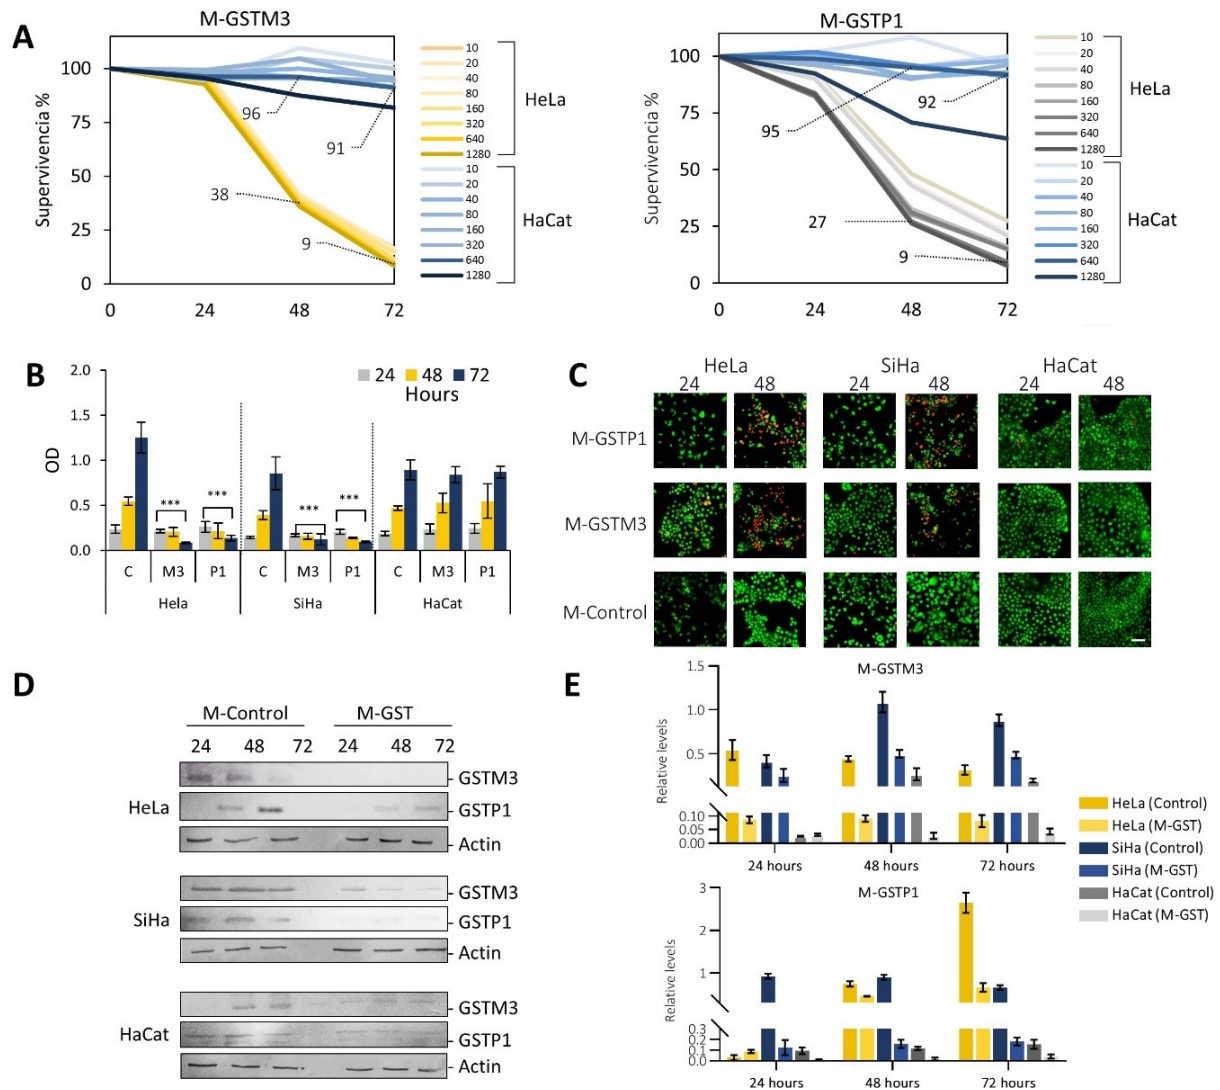 A
M-GSTM3
Supervivencia %
100
75
50
25
0
0 24 48 72
96
91
38
9
10
20
40
80
160
320
640
1280
HeLa
10
20
40
80
160
320
640
1280
HaCat
M-GSTP1
Supervivencia %
100
75
50
25
0
0 24 48 72
92
95
27
9
10
20
40
80
160
320
640
1280
HeLa
10
20
40
80
160
320
640
1280
HaCat
B
24 48 72
Hours
OD
2.0
1.5
1.0
0.5
0.0
*** *** *** ***
C M3 P1 C M3 P1 C M3 P1
Hela SiHa HaCat
C
HeLa SiHa HaCat
24 48 24 48 24 48
M-GSTP1
M-GSTM3
M-Control
D
M-Control M-GST
24 48 72 24 48 72
HeLa
- GSTM3
- GSTP1
- Actin
SiHa
- GSTM3
- GSTP1
- Actin
HaCat
- GSTM3
- GSTP1
- Actin
E
M-GSTM3
Relative levels
1.5
1.0
0.5
0.10
0.05
0.00
24 hours 48 hours 72 hours
M-GSTP1
Relative levels
3
2
1
0.3
0.2
0.1
0.0
24 hours 48 hours 72 hours
HeLa (Control)
HeLa (M-GST)
SiHa (Control)
SiHa (M-GST)
HaCat (Control)
HaCat (M-GST)